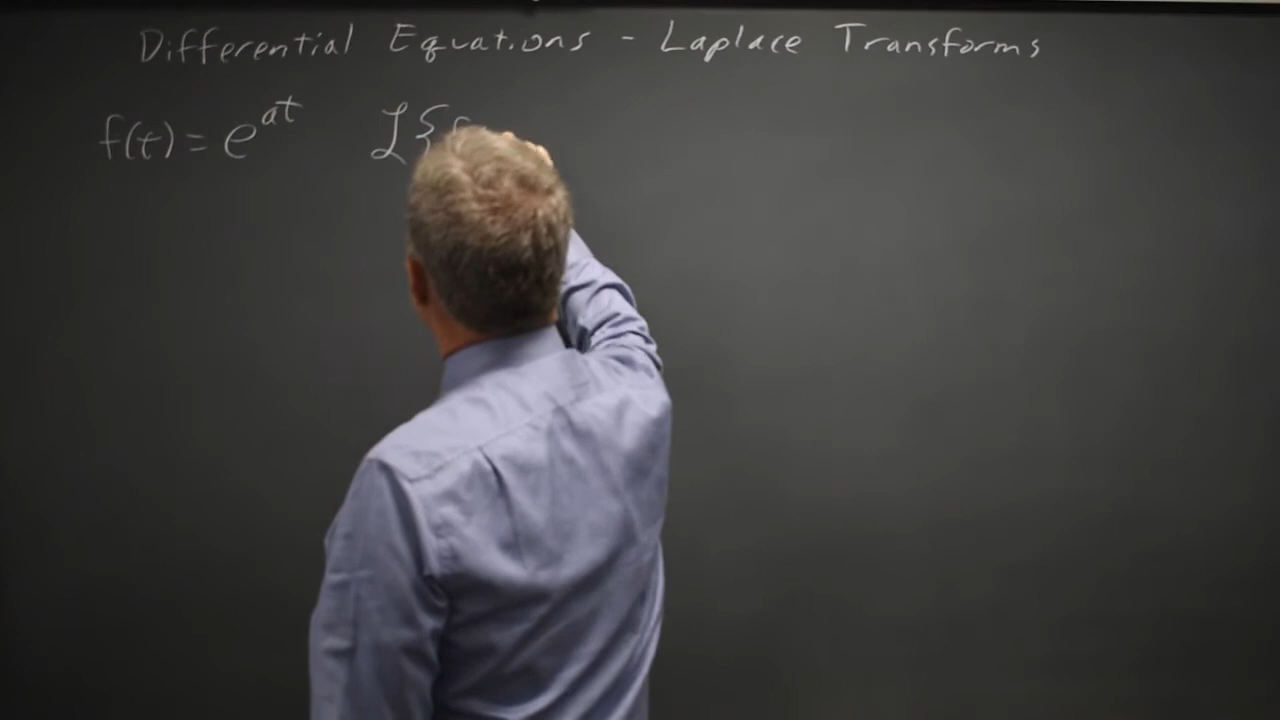 Differential Equations - Laplace Transforms
f(t) = e^{at} ℒ{f